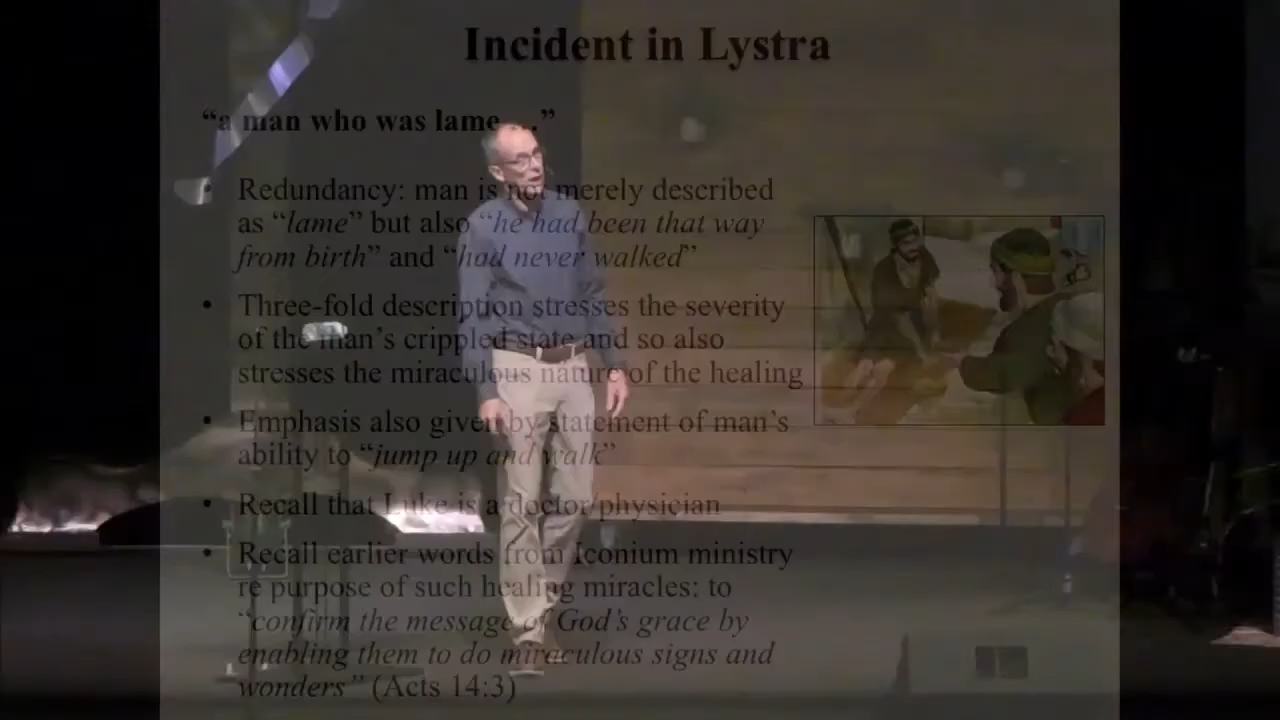 Incident in Lystra
“a man who was lame . . .”
• Redundancy: man is not merely described
as “lame” but also “he had been that way
from birth” and “had never walked”
• Three-fold description stresses the severity
of the man’s crippled state and so also
stresses the miraculous nature of the healing
• Emphasis also given by statement of man’s
ability to “jump up and walk”
• Recall that Luke is a doctor/physician
• Recall earlier words from Iconium ministry
re purpose of such healing miracles: to
“confirm the message of God’s grace by
enabling them to do miraculous signs and
wonders” (Acts 14:3)